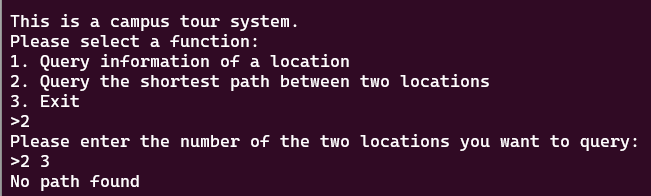 This is a campus tour system.
Please select a function:
1. Query information of a location
2. Query the shortest path between two locations
3. Exit
>2
Please enter the number of the two locations you want to query:
>2 3
No path found